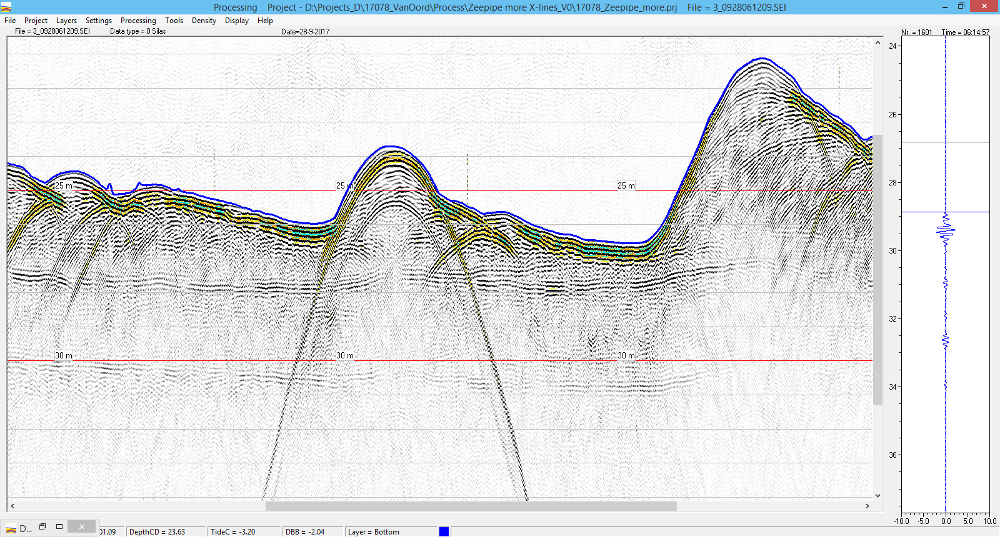 Processing Project - D:\Projects_D\17078_VanOord\Process\Zeepipe more X-lines_V0\17078_Zeepipe_more.prj File = 3_0928061209.SEI
File Project Layers Settings Processing Tools Density Display Help
File = 3_0928061209.SEI Data type = 0 Silas Date=28-9-2017
Nr. = 1601 Time = 06:14:57
24
26
28
25 m 25 m 25 m
30
32
30 m 30 m 30 m
34
36
-10.0 -5.0 0.0 5.0 10.0
D... 01.09 DepthCD = 23.63 TideC = -3.20 DBB = -2.04 Layer = Bottom